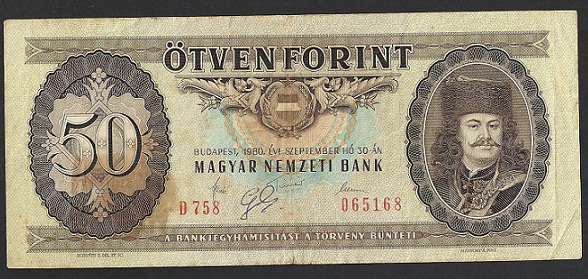 ÖTVEN FORINT
50
BUDAPEST, 1980. ÉVI SZEPTEMBER HÓ 30-ÁN
MAGYAR NEMZETI BANK
D 758 065168
A BANKJEGYHAMISÍTÁST A TÖRVÉNY BÜNTETI